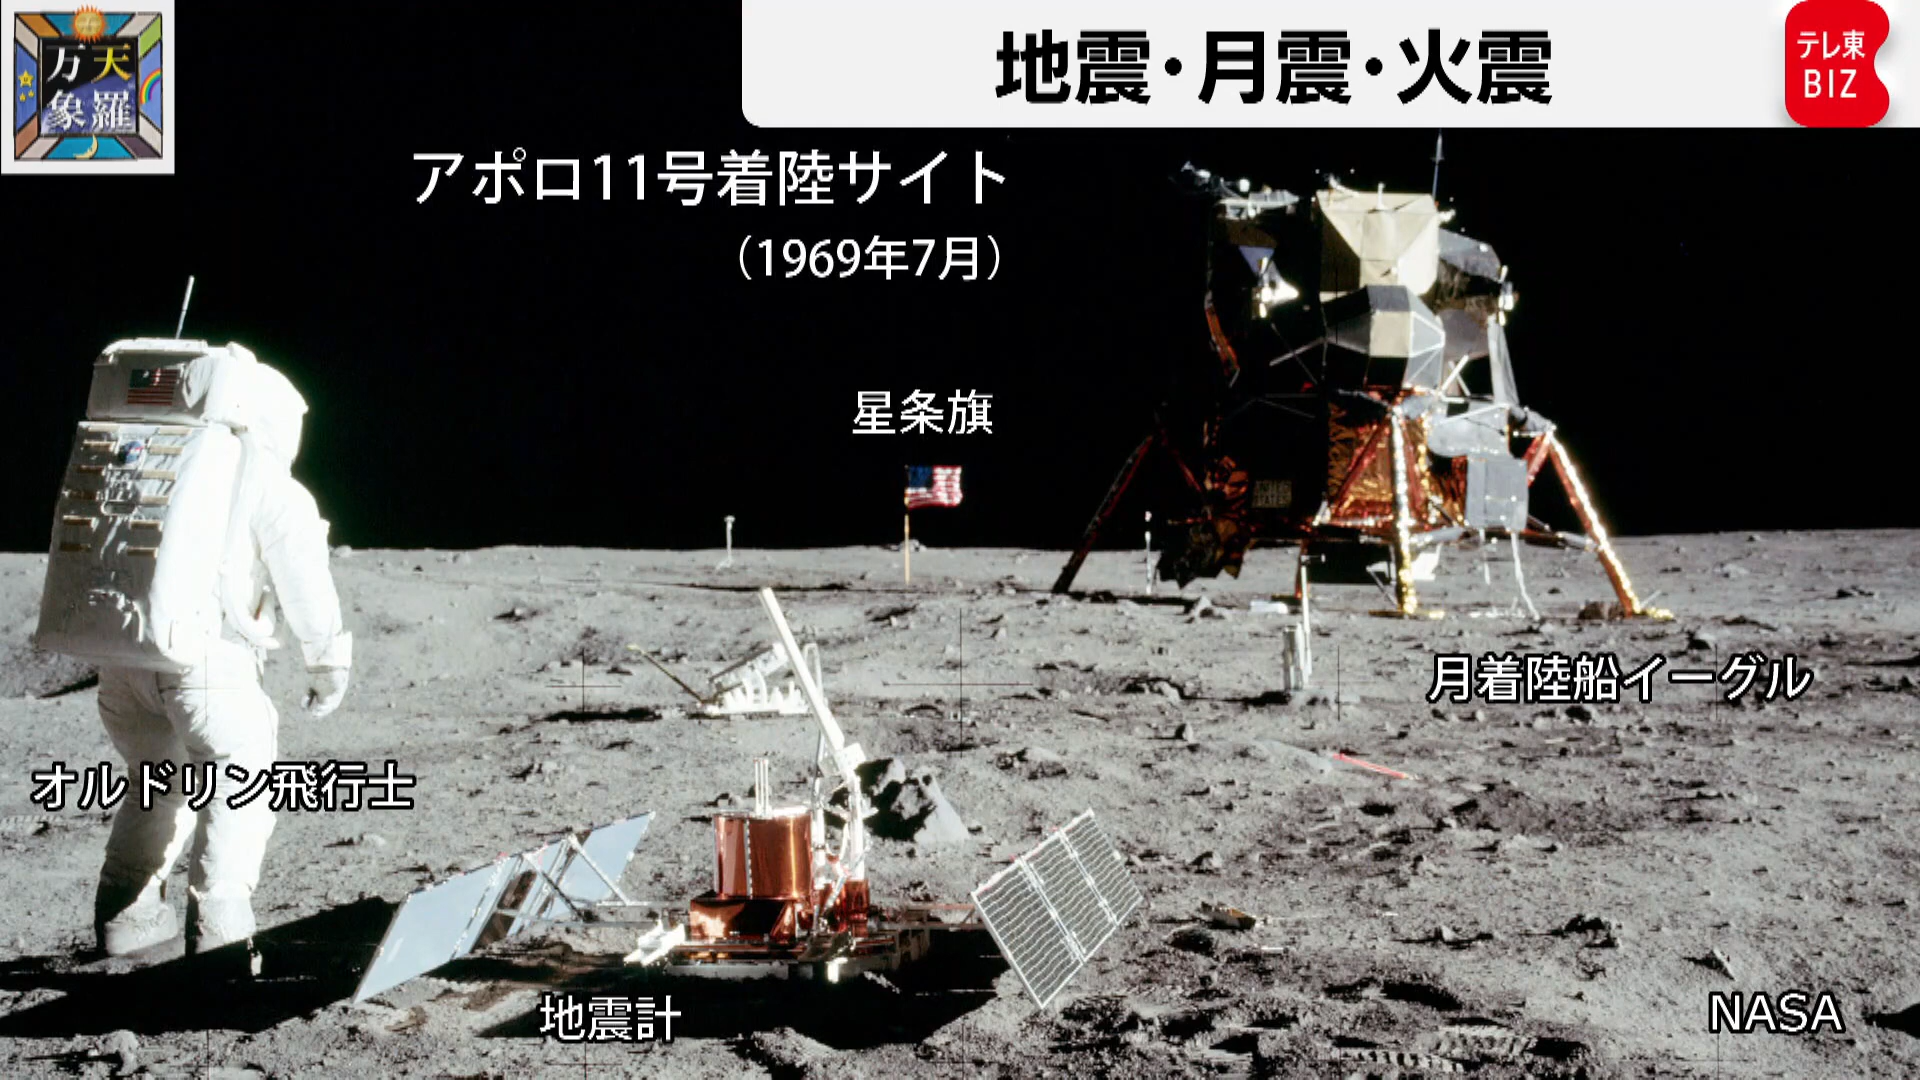 天羅
万象
地震・月震・火震
テレ東
BIZ
アポロ11号着陸サイト
（1969年7月）
星条旗
月着陸船イーグル
オルドリン飛行士
地震計
NASA